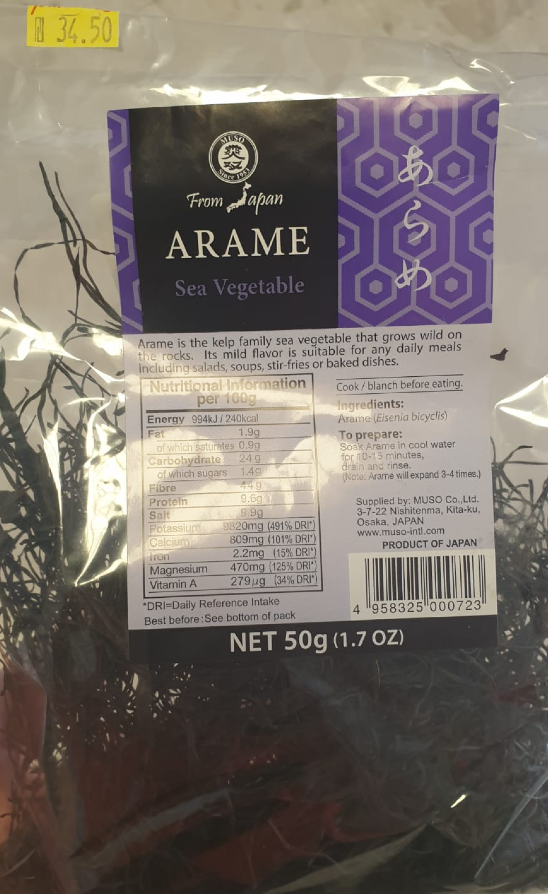 ₪ 34.50
MUSO
Since 1953
From Japan
ARAME
Sea Vegetable
あらめ
Arame is the kelp family sea vegetable that grows wild on
the rocks. Its mild flavor is suitable for any daily meals
including salads, soups, stir-fries or baked dishes.
Nutritional Information
per 100g
Energy 994kJ / 240kcal
Fat 1.9g
of which saturates 0.9g
Carbohydrate 24g
of which sugars 1.4g
Fibre 44g
Protein 9.6g
Salt 9.9g
Potassium 9820mg (491% DRI*)
Calcium 809mg (101% DRI*)
Iron 2.2mg (15% DRI*)
Magnesium 470mg (125% DRI*)
Vitamin A 279µg (34% DRI*)
*DRI=Daily Reference Intake
Best before:See bottom of pack
Cook / blanch before eating.
Ingredients:
Arame (Eisenia bicyclis)
To prepare:
Soak Arame in cool water
for 10-15 minutes,
drain and rinse.
(Note: Arame will expand 3-4 times.)
Supplied by: MUSO Co.,Ltd.
3-7-22 Nishitenma, Kita-ku,
Osaka, JAPAN
www.muso-intl.com
PRODUCT OF JAPAN
4 958325 000723
NET 50g (1.7 OZ)